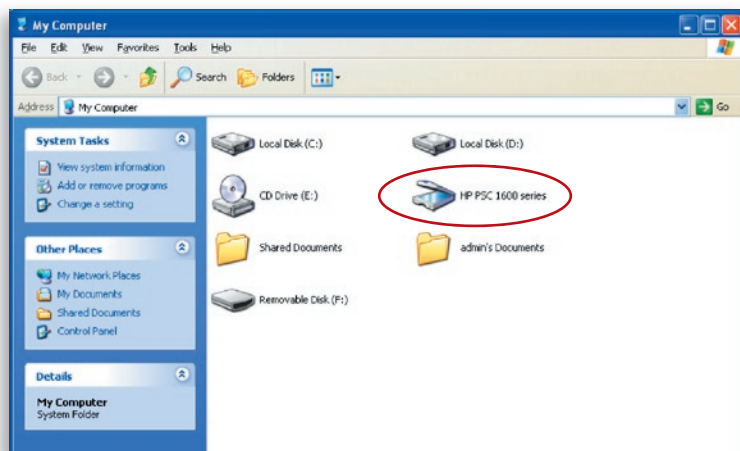 My Computer
File Edit View Favorites Tools Help
Back Search Folders
Address My Computer Go
System Tasks
View system information
Add or remove programs
Change a setting
Other Places
My Network Places
My Documents
Shared Documents
Control Panel
Details
My Computer
System Folder
Local Disk (C:) Local Disk (D:)
CD Drive (E:) HP PSC 1600 series
Shared Documents admin's Documents
Removable Disk (F:)